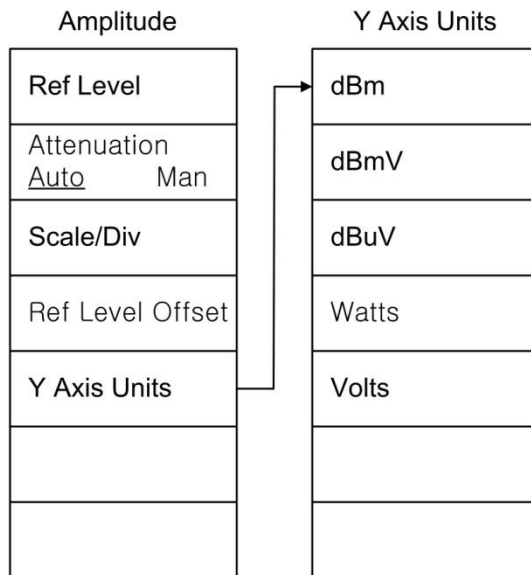 Amplitude
Ref Level
Attenuation
Auto Man
Scale/Div
Ref Level Offset
Y Axis Units
Y Axis Units
dBm
dBmV
dBuV
Watts
Volts